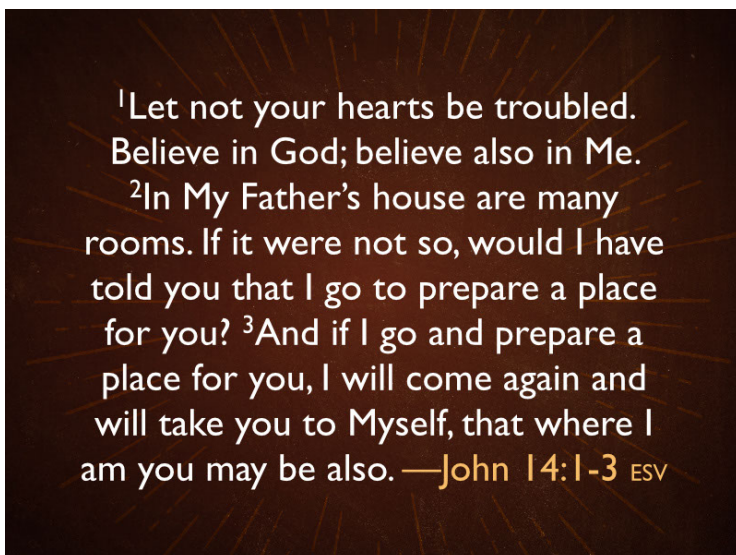 ¹Let not your hearts be troubled.
Believe in God; believe also in Me.
²In My Father’s house are many
rooms. If it were not so, would I have
told you that I go to prepare a place
for you? ³And if I go and prepare a
place for you, I will come again and
will take you to Myself, that where I
am you may be also. —John 14:1-3 ESV